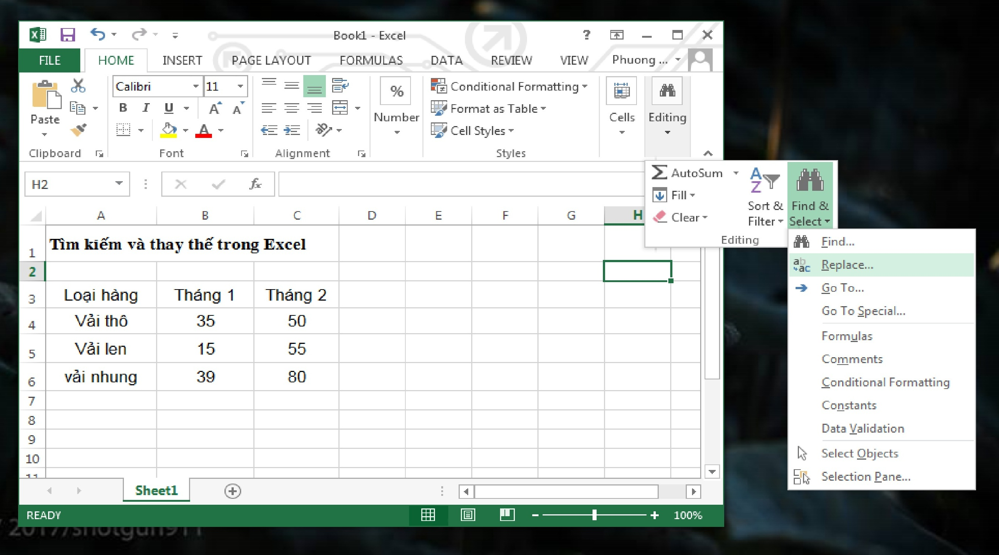 Book1 - Excel
?
FILE HOME INSERT PAGE LAYOUT FORMULAS DATA REVIEW VIEW Phuong ...
Paste
Clipboard
Calibri 11
B I U A A
A
Font
Alignment
%
Number
Conditional Formatting
Format as Table
Cell Styles
Styles
Cells
Editing
H2
fx
AutoSum
Fill
Clear
Sort &
Filter
Find &
Select
Editing
Find...
Replace...
Go To...
Go To Special...
Formulas
Comments
Conditional Formatting
Constants
Data Validation
Select Objects
Selection Pane...
A B C D E F G H
1 Tìm kiếm và thay thế trong Excel
2
3 Loại hàng Tháng 1 Tháng 2
4 Vải thô 35 50
5 Vải len 15 55
6 vải nhung 39 80
7
8
9
10
11
Sheet1
READY 100%
2017/shotgun911